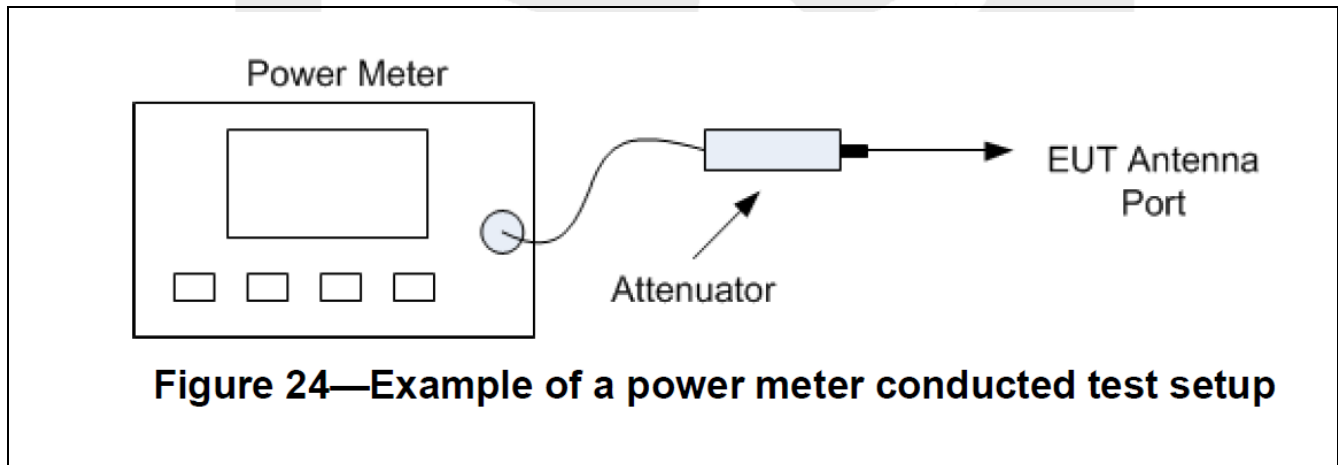 Power Meter
EUT Antenna
Port
Attenuator
Figure 24—Example of a power meter conducted test setup